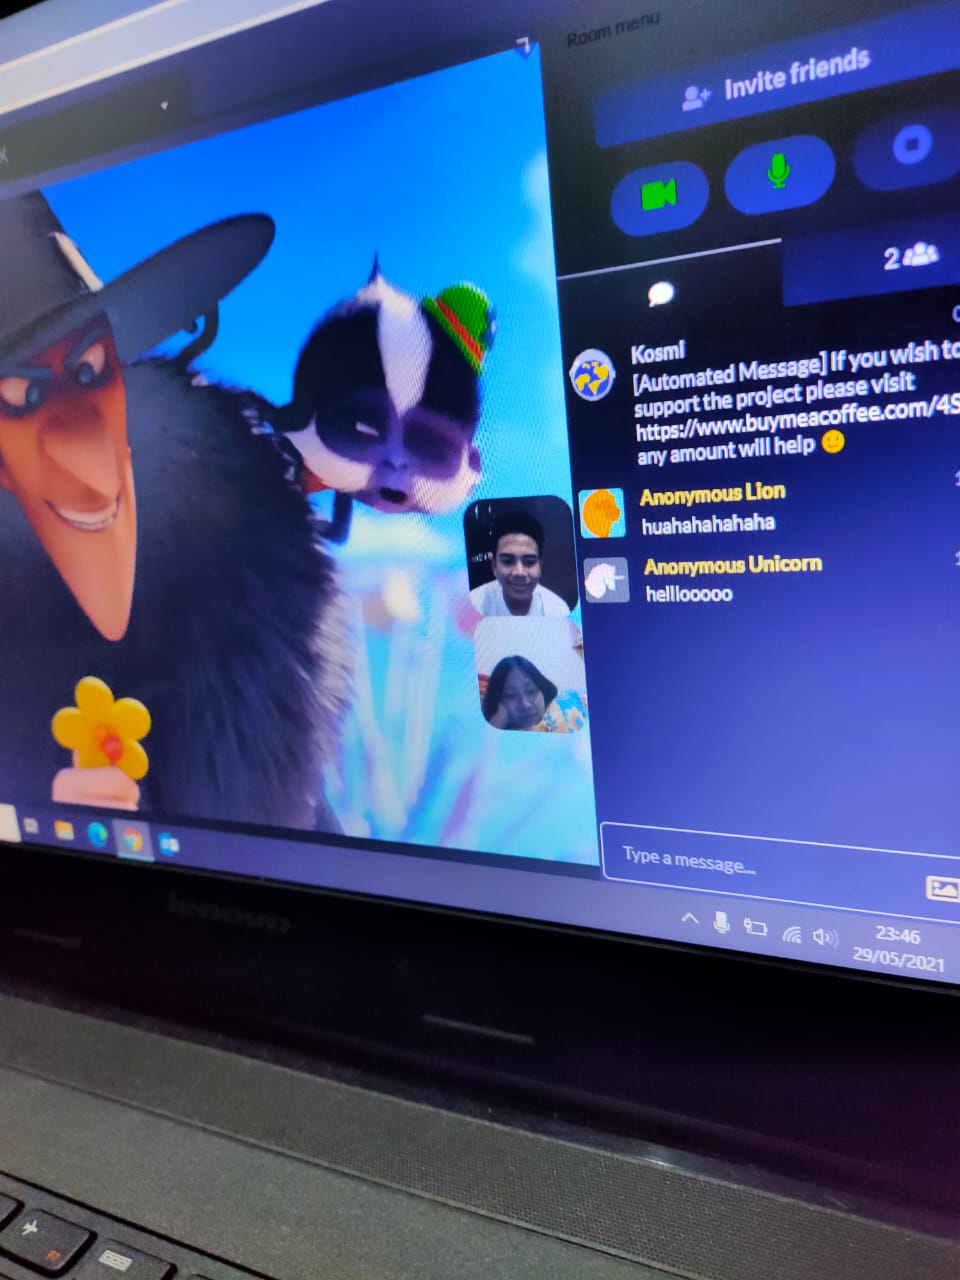 Room menu
Invite friends
2
Kosmi
[Automated Message] If you wish to
support the project please visit
https://www.buymeacoffee.com/4S
any amount will help 🙂
Anonymous Lion
huahahahahaha
Anonymous Unicorn
helllooooo
Type a message...
23:46
29/05/2021
lenovo